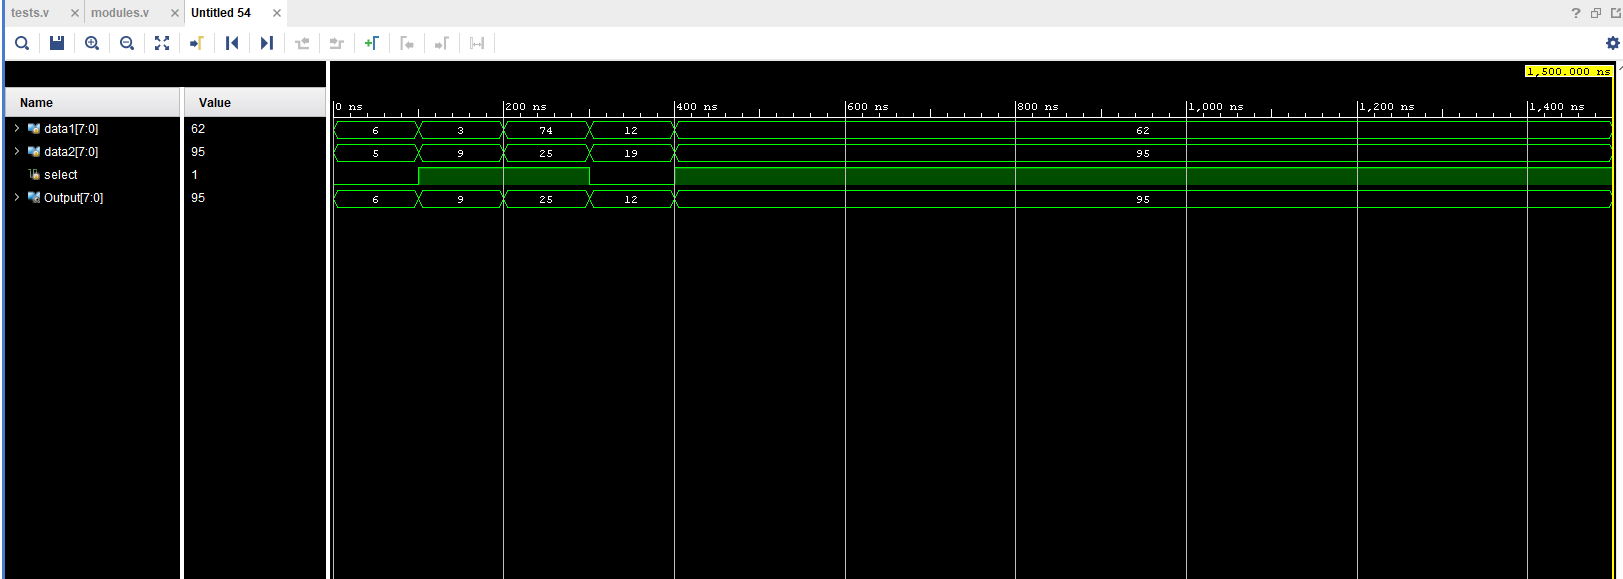 tests.v modules.v Untitled 54 ?
1,500.000 ns
Name Value
0 ns 200 ns 400 ns 600 ns 800 ns 1,000 ns 1,200 ns 1,400 ns
data1[7:0] 62 6 3 74 12 62
data2[7:0] 95 5 9 25 19 95
select 1
Output[7:0] 95 6 9 25 12 95